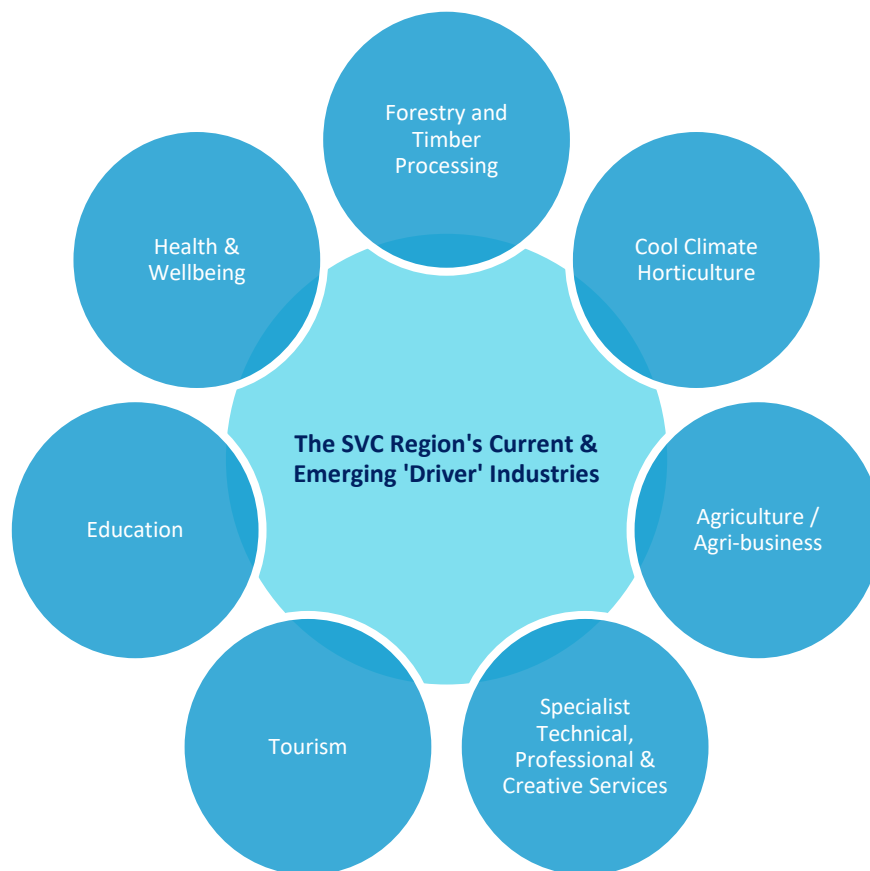 Forestry and
Timber
Processing
Cool Climate
Horticulture
Agriculture /
Agri-business
Specialist
Technical,
Professional &
Creative Services
Tourism
Education
Health &
Wellbeing
The SVC Region's Current &
Emerging 'Driver' Industries